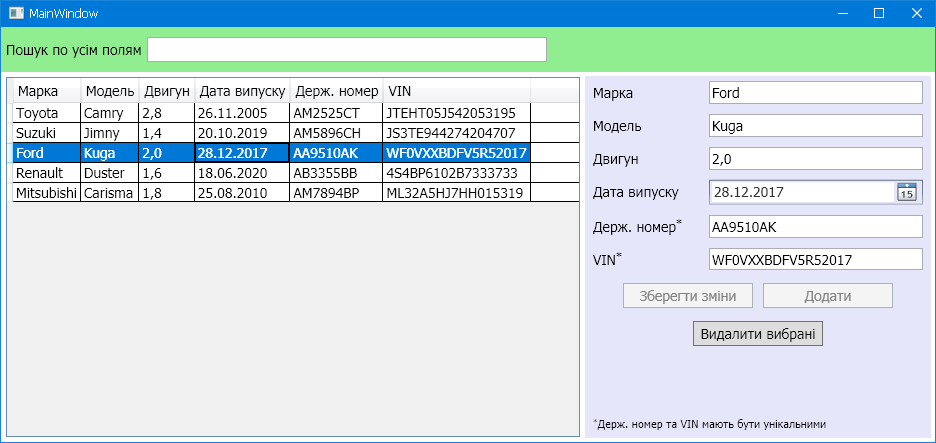 MainWindow
Пошук по усім полям
Марка Модель Двигун Дата випуску Держ. номер VIN
Toyota Camry 2,8 26.11.2005 AM2525CT JTEHT05J542053195
Suzuki Jimny 1,4 20.10.2019 AM5896CH JS3TE944274204707
Ford Kuga 2,0 28.12.2017 AA9510AK WF0VXXBDFV5R52017
Renault Duster 1,6 18.06.2020 AB3355BB 4S4BP6102B7333733
Mitsubishi Carisma 1,8 25.08.2010 AM7894BP ML32A5HJ7HH015319
Марка Ford
Модель Kuga
Двигун 2,0
Дата випуску 28.12.2017 15
Держ. номер* AA9510AK
VIN* WF0VXXBDFV5R52017
Зберегти зміни Додати
Видалити вибрані
*Держ. номер та VIN мають бути унікальними